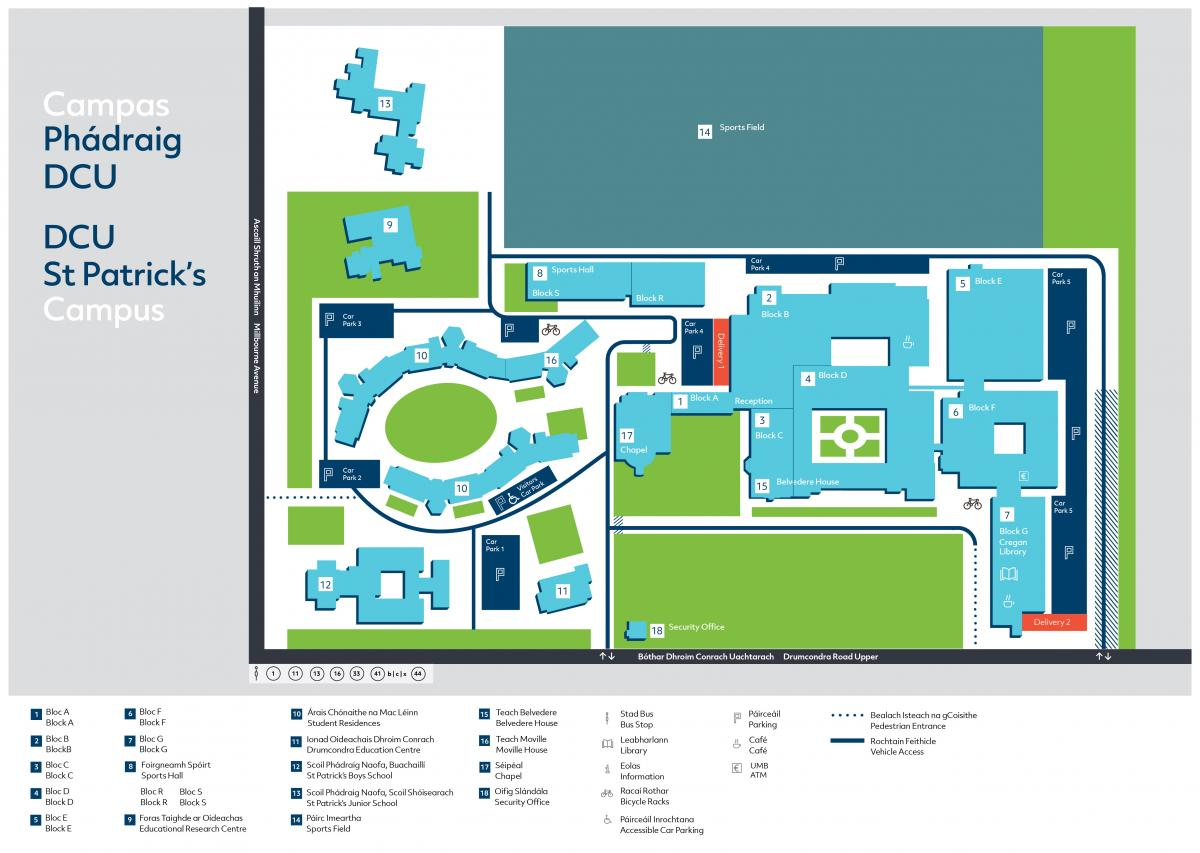 Campas
Phádraig
DCU
DCU
St Patrick's
Campus
Ascaill Shruth an Mhuilinn Millbourne Avenue
13
14 Sports Field
9
8 Sports Hall
Block S
Block R
Car
Park 4
P
2
Block B
5 Block E
Car
Park 5
P
P Car
Park 3
P
Car
Park 4
P
Delivery 1
10
16
4 Block D
1 Block A
Reception
3
Block C
6 Block F
P
17
Chapel
P Car
Park 2
10
P Visitors
Car Park
15 Belvedere House
€
Car
Park 5
P
7
Block G
Cregan
Library
Car
Park 1
P
12
11
18 Security Office
Delivery 2
Bóthar Dhroim Conrach Uachtarach Drumcondra Road Upper
1 11 13 16 33 41 b|c|x 44
1 Bloc A
Block A
2 Bloc B
BlockB
3 Bloc C
Block C
4 Bloc D
Block D
5 Bloc E
Block E
6 Bloc F
Block F
7 Bloc G
Block G
8 Foirgneamh Spóirt
Sports Hall
Bloc R Bloc S
Block R Block S
9 Foras Taighde ar Oideachas
Educational Research Centre
10 Árais Chónaithe na Mac Léinn
Student Residences
11 Ionad Oideachais Dhroim Conrach
Drumcondra Education Centre
12 Scoil Phádraig Naofa, Buachaillí
St Patrick's Boys School
13 Scoil Phádraig Naofa, Scoil Shóisearach
St Patrick's Junior School
14 Páirc Imeartha
Sports Field
15 Teach Belvedere
Belvedere House
16 Teach Moville
Moville House
17 Séipéal
Chapel
18 Oifig Slándála
Security Office
Stad Bus
Bus Stop
Leabharlann
Library
Eolas
Information
Racaí Rothar
Bicycle Racks
Páirceáil Inrochtana
Accessible Car Parking
P Páirceáil
Parking
Café
Café
€ UMB
ATM
Bealach Isteach na gCoisithe
Pedestrian Entrance
Rochtain Feithicle
Vehicle Access